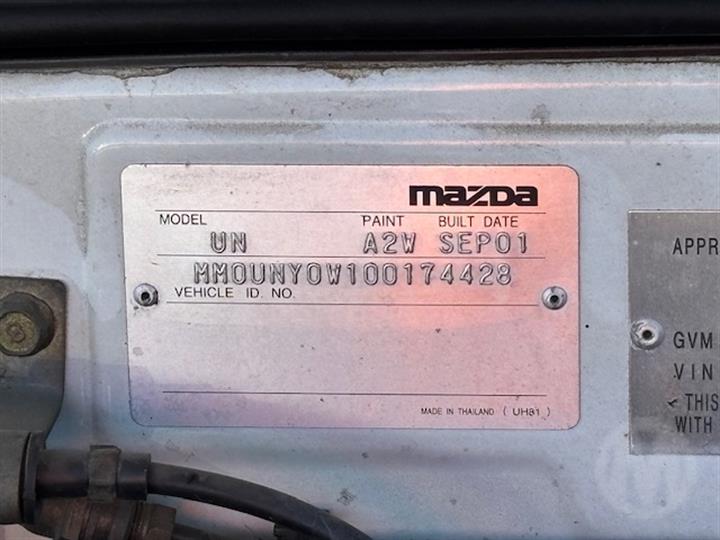 mazda
MODEL PAINT BUILT DATE
UN A2W SEP01
MM0UNY0W100174428
VEHICLE ID. NO.
MADE IN THAILAND ( UH81 )
APPR
GVM
VIN
< THIS
WITH